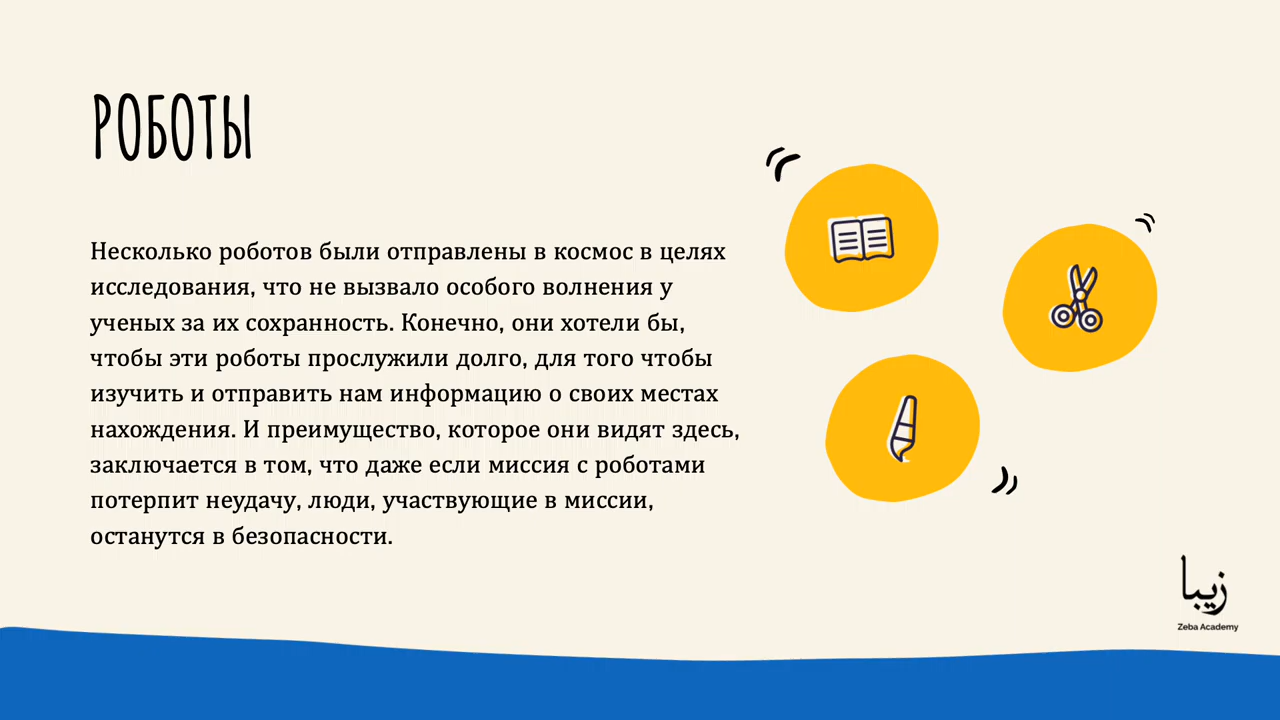 РОБОТЫ
Несколько роботов были отправлены в космос в целях
исследования, что не вызвало особого волнения у
ученых за их сохранность. Конечно, они хотели бы,
чтобы эти роботы прослужили долго, для того чтобы
изучить и отправить нам информацию о своих местах
нахождения. И преимущество, которое они видят здесь,
заключается в том, что даже если миссия с роботами
потерпит неудачу, люди, участвующие в миссии,
останутся в безопасности.
زیبا
Zeba Academy